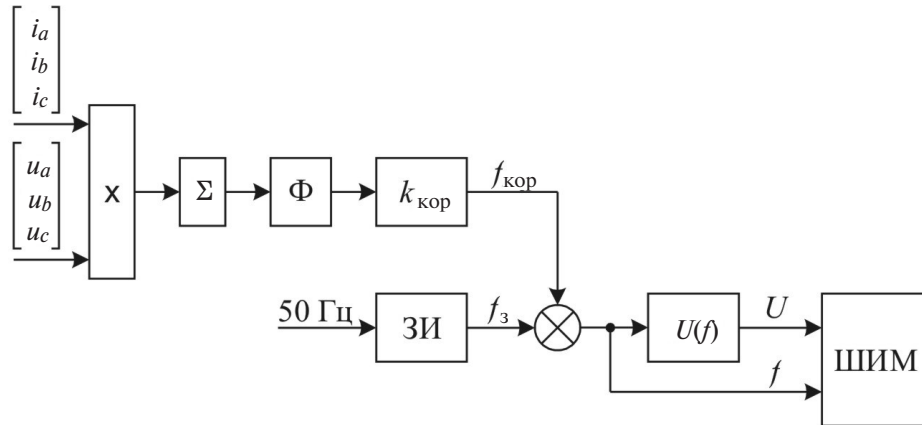 i_a
i_b
i_c
u_a
u_b
u_c
x
Σ
Ф
k_кор
f_кор
50 Гц
ЗИ
f_з
U(f)
U
f
ШИМ